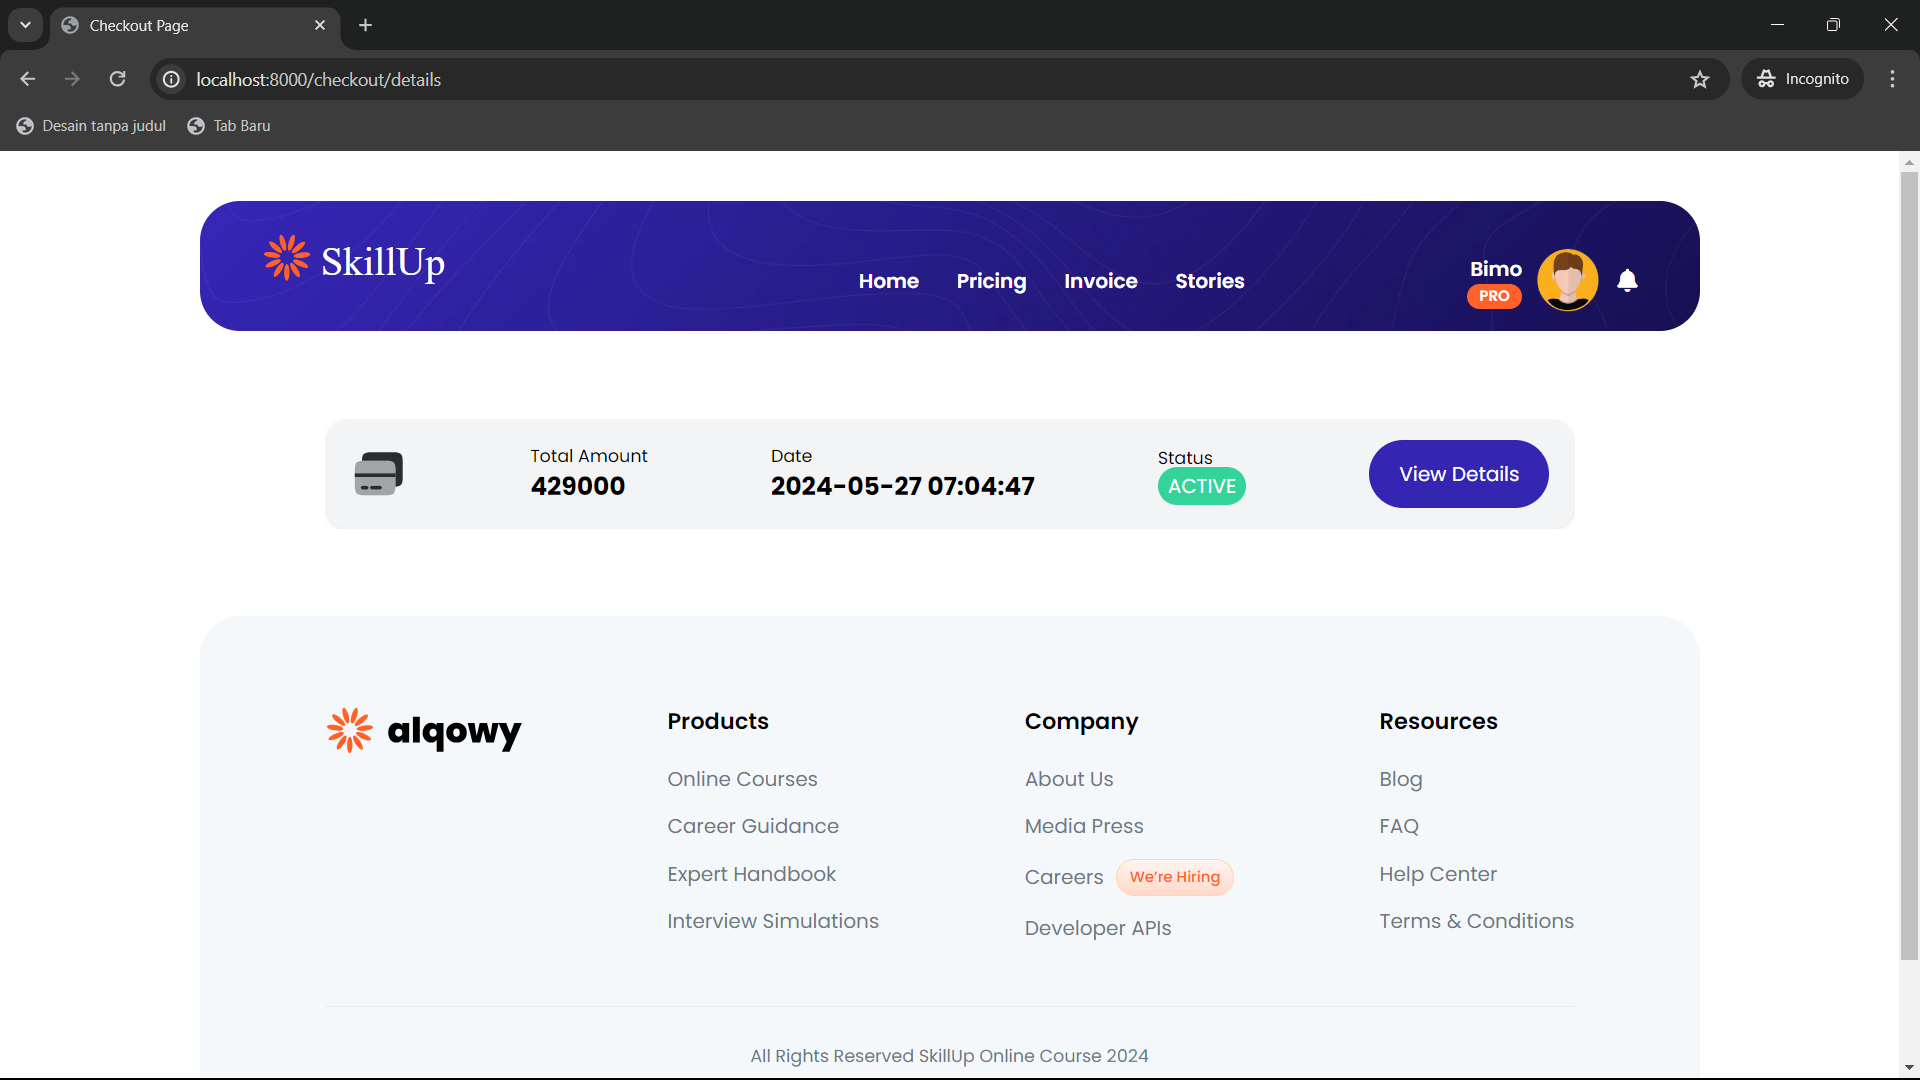 Checkout Page
localhost:8000/checkout/details
Incognito
Desain tanpa judul
Tab Baru
SkillUp
Home
Pricing
Invoice
Stories
Bimo
PRO
Total Amount
429000
Date
2024-05-27 07:04:47
Status
ACTIVE
View Details
alqowy
Products
Online Courses
Career Guidance
Expert Handbook
Interview Simulations
Company
About Us
Media Press
Careers We're Hiring
Developer APIs
Resources
Blog
FAQ
Help Center
Terms & Conditions
All Rights Reserved SkillUp Online Course 2024